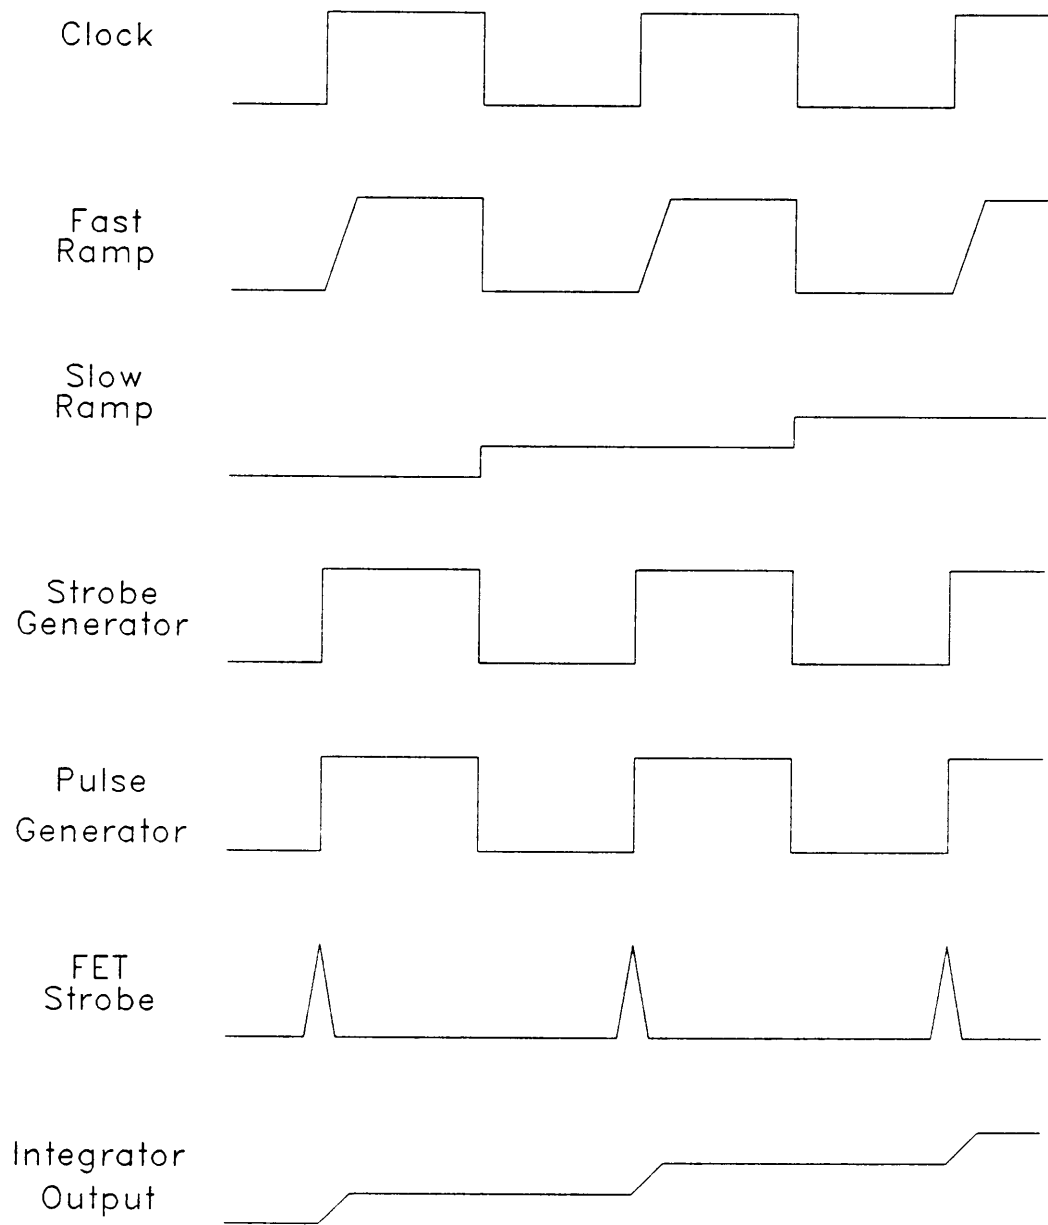 Clock
Fast
Ramp
Slow
Ramp
Strobe
Generator
Pulse
Generator
FET
Strobe
Integrator
Output